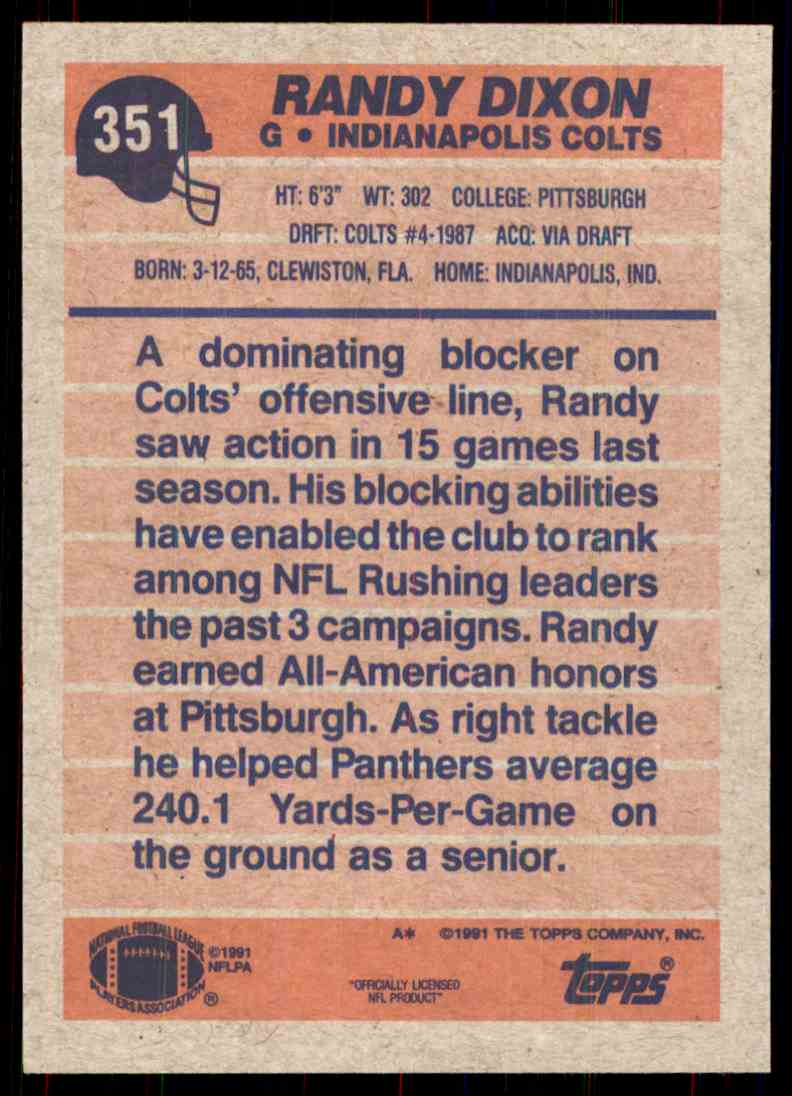 351
RANDY DIXON
G • INDIANAPOLIS COLTS
HT: 6'3" WT: 302 COLLEGE: PITTSBURGH
DRFT: COLTS #4-1987 ACQ: VIA DRAFT
BORN: 3-12-65, CLEWISTON, FLA. HOME: INDIANAPOLIS, IND.
A dominating blocker on
Colts' offensive line, Randy
saw action in 15 games last
season. His blocking abilities
have enabled the club to rank
among NFL Rushing leaders
the past 3 campaigns. Randy
earned All-American honors
at Pittsburgh. As right tackle
he helped Panthers average
240.1 Yards-Per-Game on
the ground as a senior.
NATIONAL FOOTBALL LEAGUE
PLAYERS ASSOCIATION ®
©1991
NFLPA
A* ©1991 THE TOPPS COMPANY, INC.
"OFFICIALLY LICENSED
NFL PRODUCT"
TOPPS®